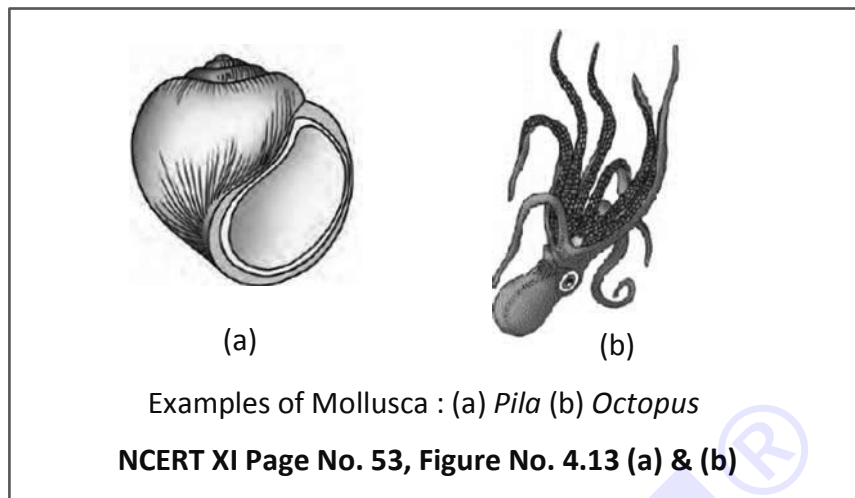 (a) (b)
Examples of Mollusca : (a) Pila (b) Octopus
NCERT XI Page No. 53, Figure No. 4.13 (a) & (b)
®